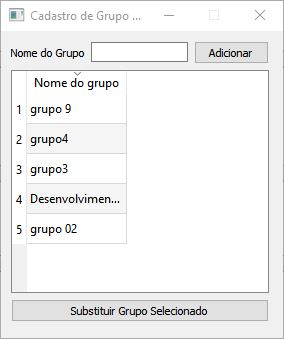 Cadastro de Grupo ...
Nome do Grupo Adicionar
Nome do grupo
1 grupo 9
2 grupo4
3 grupo3
4 Desenvolvimen...
5 grupo 02
Substituir Grupo Selecionado